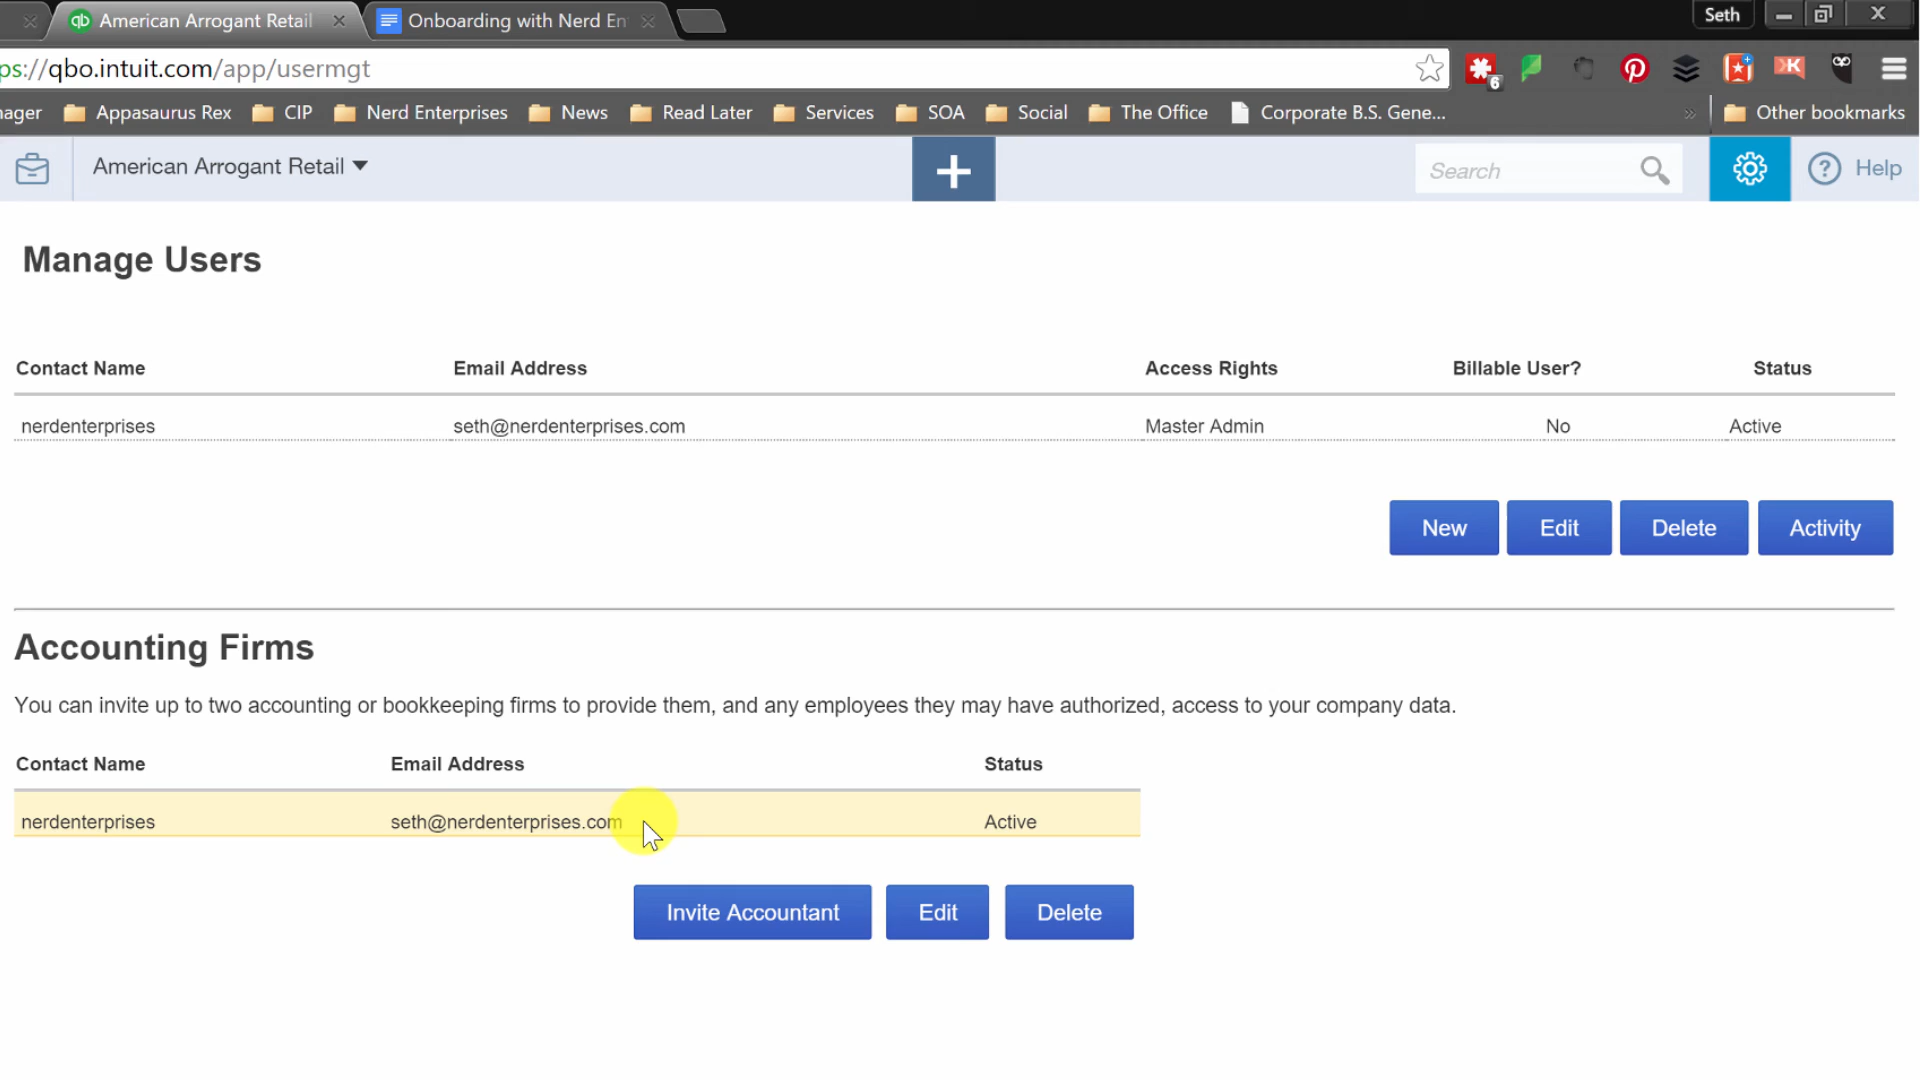 qb American Arrogant Retail
Onboarding with Nerd En
Seth
ps://qbo.intuit.com/app/usermgt
6
K
nager
Appasaurus Rex
CIP
Nerd Enterprises
News
Read Later
Services
SOA
Social
The Office
Corporate B.S. Gene...
»
Other bookmarks
American Arrogant Retail
Search
? Help
Manage Users
Contact Name Email Address Access Rights Billable User? Status
nerdenterprises seth@nerdenterprises.com Master Admin No Active
New Edit Delete Activity
Accounting Firms
You can invite up to two accounting or bookkeeping firms to provide them, and any employees they may have authorized, access to your company data.
Contact Name Email Address Status
nerdenterprises seth@nerdenterprises.com Active
Invite Accountant Edit Delete